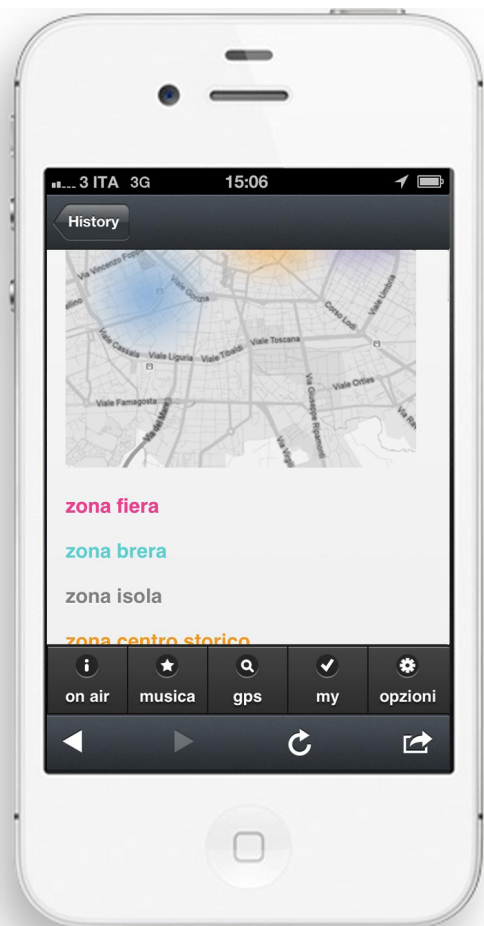 3 ITA 3G 15:06
History
Via Vincenzo Foppa
Viale Gorizia
Viale Umbria
Corso Lodi
Viale Cassala
Viale Liguria
Viale Tibaldi
Viale Toscana
Viale Ortles
Viale Famagosta
Via Giuseppe Ripamonti
zona fiera
zona brera
zona isola
zona centro storico
on air musica gps my opzioni